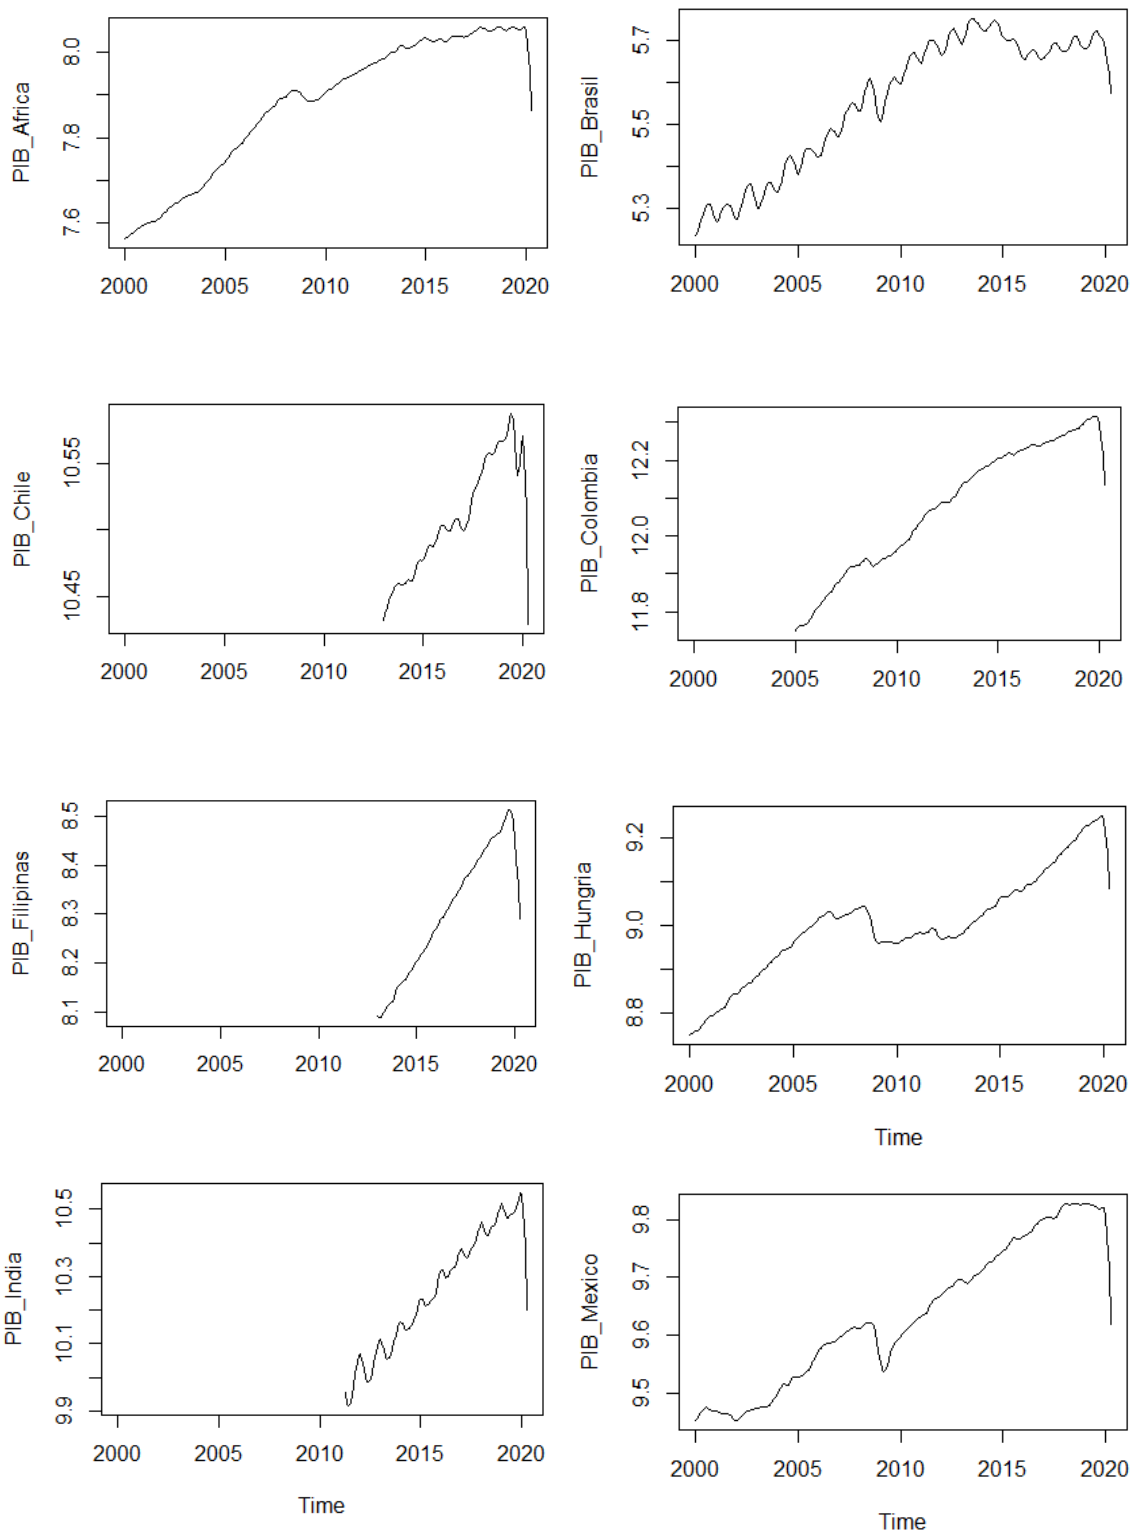 PIB_Africa
8.0
7.8
7.6
2000 2005 2010 2015 2020
PIB_Brasil
5.7
5.5
5.3
2000 2005 2010 2015 2020
PIB_Chile
10.55
10.45
2000 2005 2010 2015 2020
PIB_Colombia
12.2
12.0
11.8
2000 2005 2010 2015 2020
PIB_Filipinas
8.5
8.4
8.3
8.2
8.1
2000 2005 2010 2015 2020
PIB_Hungria
9.2
9.0
8.8
2000 2005 2010 2015 2020
Time
PIB_India
10.5
10.3
10.1
9.9
2000 2005 2010 2015 2020
Time
PIB_Mexico
9.8
9.7
9.6
9.5
2000 2005 2010 2015 2020
Time